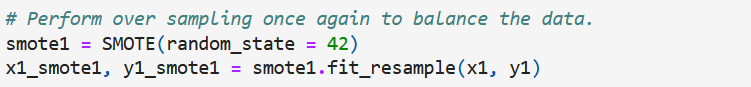 # Perform over sampling once again to balance the data.
smote1 = SMOTE(random_state = 42)
x1_smote1, y1_smote1 = smote1.fit_resample(x1, y1)